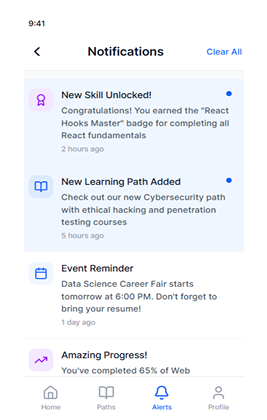 9:41
Notifications
Clear All
New Skill Unlocked!
Congratulations! You earned the "React
Hooks Master" badge for completing all
React fundamentals
2 hours ago
New Learning Path Added
Check out our new Cybersecurity path
with ethical hacking and penetration
testing courses
5 hours ago
Event Reminder
Data Science Career Fair starts
tomorrow at 6:00 PM. Don't forget to
bring your resume!
1 day ago
Amazing Progress!
You've completed 65% of Web
Home
Paths
Alerts
Profile